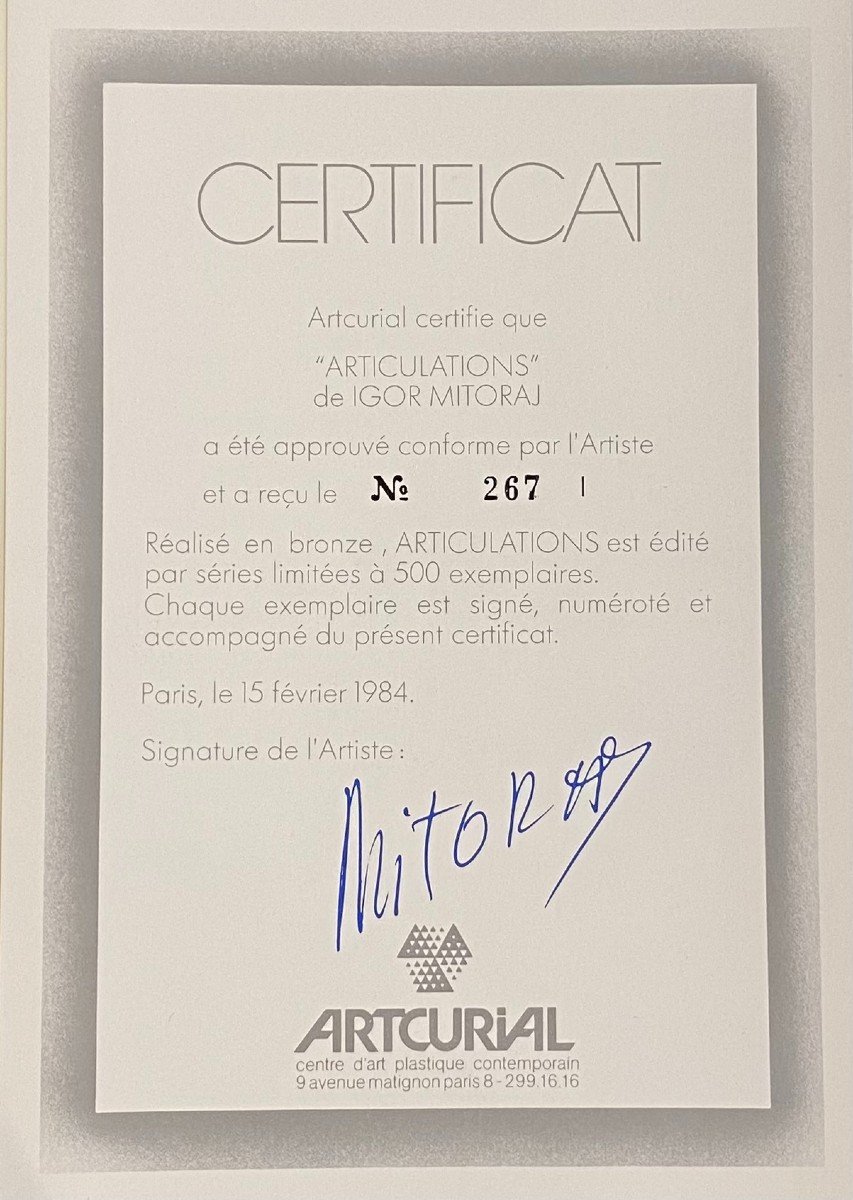 CERTIFICAT
Artcurial certifie que
“ARTICULATIONS”
de IGOR MITORAJ
a été approuvé conforme par l'Artiste
et a reçu le № 267 |
Réalisé en bronze , ARTICULATIONS est édité
par séries limitées à 500 exemplaires.
Chaque exemplaire est signé, numéroté et
accompagné du présent certificat.
Paris, le 15 février 1984.
Signature de l'Artiste :
MiTORAJ
ARTCURiAL
centre d'art plastique contemporain
9 avenue matignon paris 8 - 299.16.16